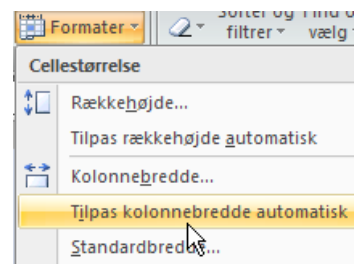 Formater
Sorter og Find og
filtrer vælg
Cellestørrelse
Rækkehøjde...
Tilpas rækkehøjde automatisk
Kolonnebredde...
Tilpas kolonnebredde automatisk
Standardbredde...